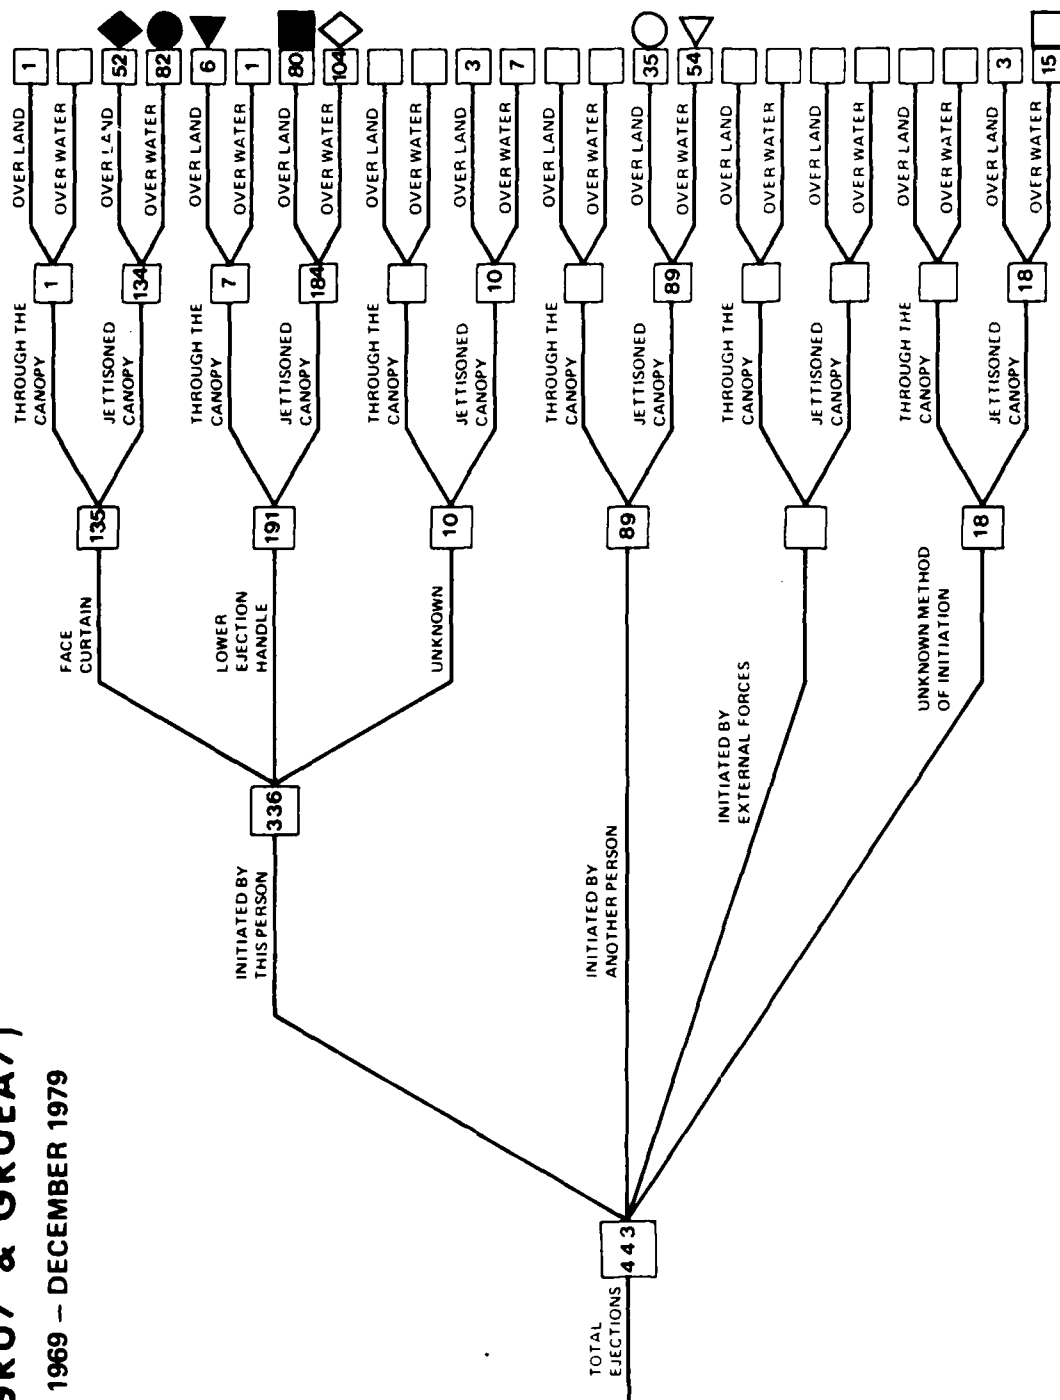 GRU7 & GRUEA7)
1969 – DECEMBER 1979
TOTAL
EJECTIONS
443
INITIATED BY
THIS PERSON
336
INITIATED BY
ANOTHER PERSON
INITIATED BY
EXTERNAL FORCES
UNKNOWN METHOD
OF INITIATION
FACE
CURTAIN
135
LOWER
EJECTION
HANDLE
191
UNKNOWN
10
89
18
THROUGH THE
CANOPY
1
JETTISONED
CANOPY
134
THROUGH THE
CANOPY
7
JETTISONED
CANOPY
184
THROUGH THE
CANOPY
JETTISONED
CANOPY
10
THROUGH THE
CANOPY
JETTISONED
CANOPY
89
THROUGH THE
CANOPY
JETTISONED
CANOPY
THROUGH THE
CANOPY
JETTISONED
CANOPY
18
OVER LAND 1
OVER WATER
OVER LAND 52
OVER WATER 82
OVER LAND 6
OVER WATER 1
OVER LAND 80
OVER WATER 104
OVER LAND
OVER WATER
OVER LAND 3
OVER WATER 7
OVER LAND
OVER WATER
OVER LAND 35
OVER WATER 54
OVER LAND
OVER WATER
OVER LAND
OVER WATER
OVER LAND
OVER WATER
OVER LAND 3
OVER WATER 15